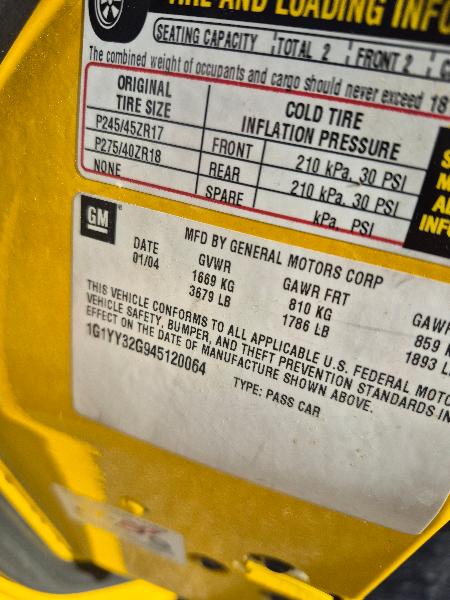 TIRE AND LOADING INFO
SEATING CAPACITY TOTAL 2 FRONT 2
The combined weight of occupants and cargo should never exceed 18
ORIGINAL TIRE SIZE COLD TIRE INFLATION PRESSURE
P245/45ZR17 FRONT 210 kPa, 30 PSI
P275/40ZR18 REAR 210 kPa, 30 PSI
NONE SPARE kPa, PSI
GM
MFD BY GENERAL MOTORS CORP
DATE GVWR GAWR FRT GAWR
01/04 1669 KG 810 KG 859 K
3679 LB 1786 LB 1893 L
THIS VEHICLE CONFORMS TO ALL APPLICABLE U.S. FEDERAL MOTO
VEHICLE SAFETY, BUMPER, AND THEFT PREVENTION STANDARDS IN
EFFECT ON THE DATE OF MANUFACTURE SHOWN ABOVE.
1G1YY32G945120064 TYPE: PASS CAR